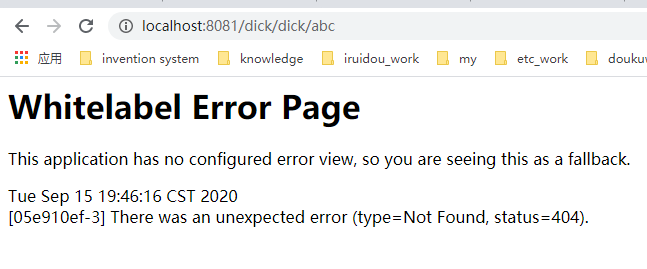 localhost:8081/dick/dick/abc
应用 invention system knowledge iruidou_work my etc_work
Whitelabel Error Page
This application has no configured error view, so you are seeing this as a fallback.
Tue Sep 15 19:46:16 CST 2020
[05e910ef-3] There was an unexpected error (type=Not Found, status=404).